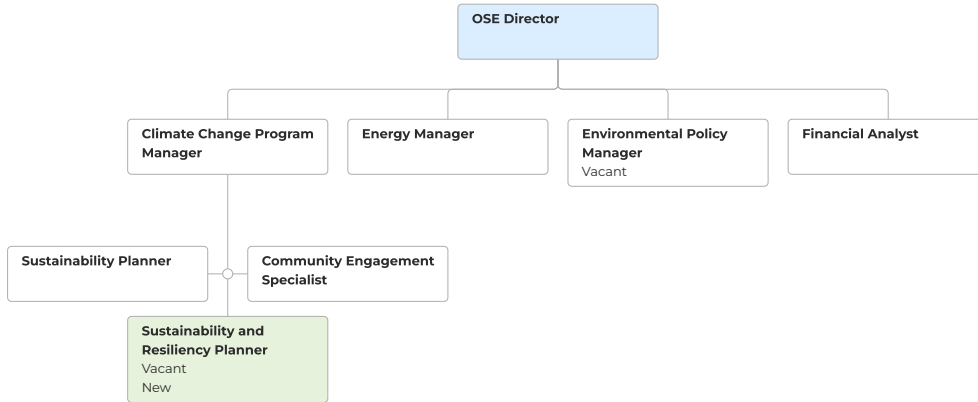 OSE Director
Climate Change Program
Manager
Energy Manager
Environmental Policy
Manager
Vacant
Financial Analyst
Sustainability Planner
Community Engagement
Specialist
Sustainability and
Resiliency Planner
Vacant
New